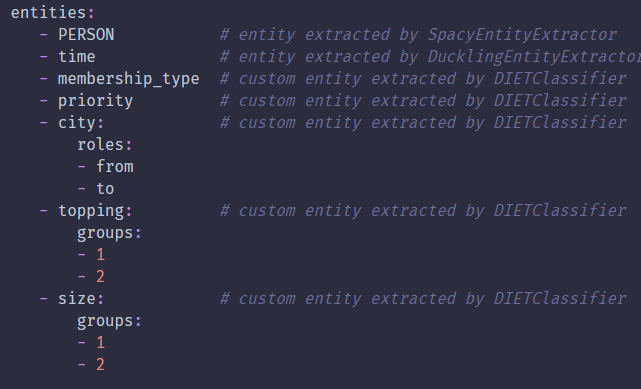 entities:
   - PERSON           # entity extracted by SpacyEntityExtractor
   - time             # entity extracted by DucklingEntityExtractor
   - membership_type  # custom entity extracted by DIETClassifier
   - priority         # custom entity extracted by DIETClassifier
   - city:            # custom entity extracted by DIETClassifier
       roles:
       - from
       - to
   - topping:         # custom entity extracted by DIETClassifier
       groups:
       - 1
       - 2
   - size:            # custom entity extracted by DIETClassifier
       groups:
       - 1
       - 2